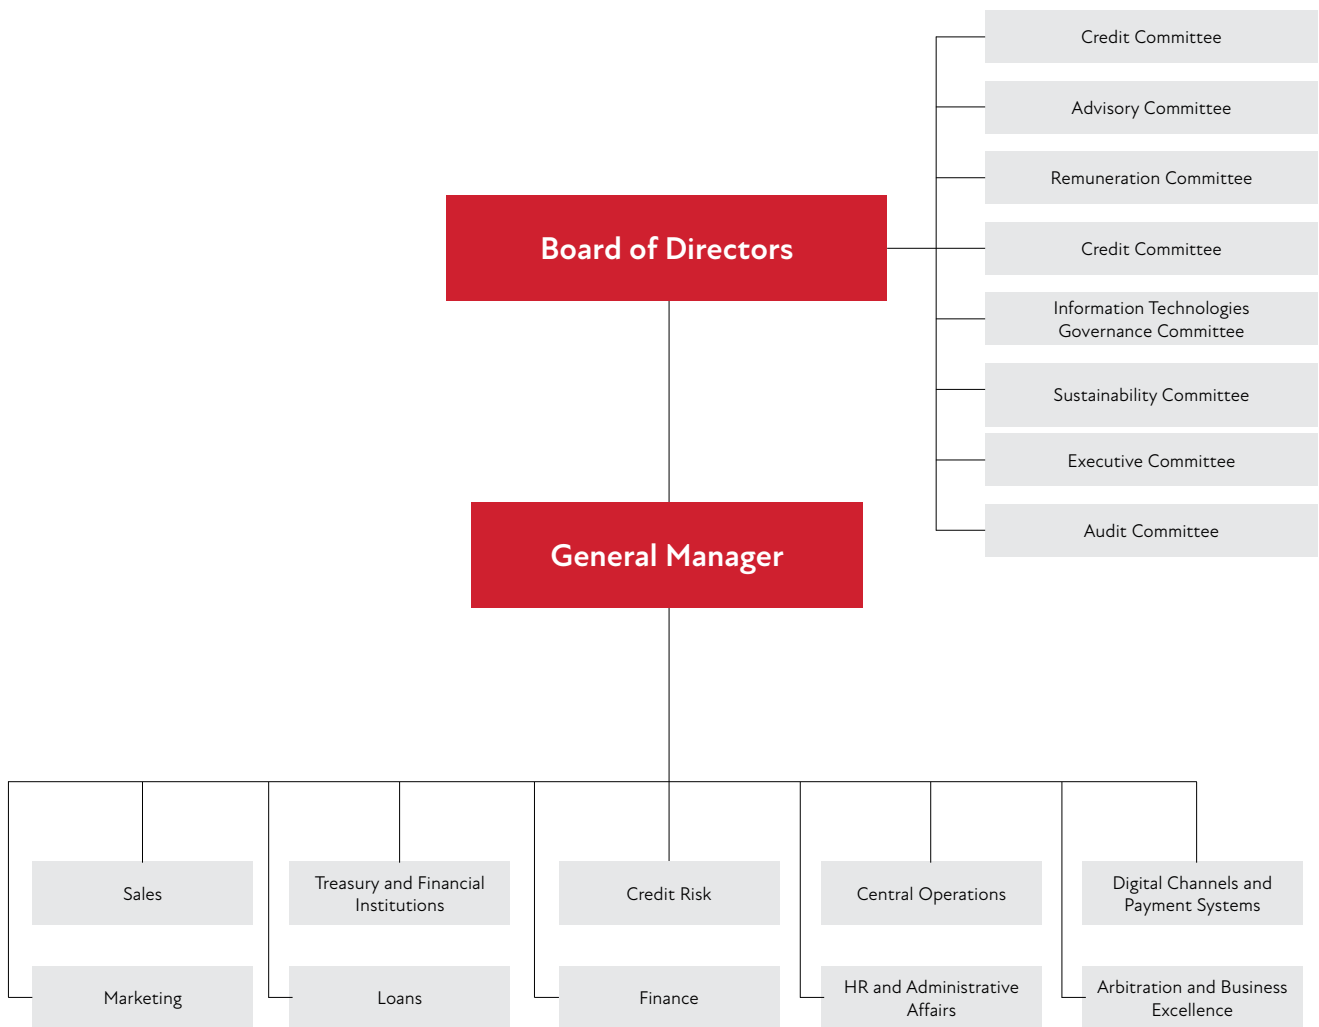 Credit Committee
Advisory Committee
Remuneration Committee
Board of Directors
Credit Committee
Information Technologies
Governance Committee
Sustainability Committee
Executive Committee
Audit Committee
General Manager
Sales
Treasury and Financial
Institutions
Credit Risk
Central Operations
Digital Channels and
Payment Systems
Marketing
Loans
Finance
HR and Administrative
Affairs
Arbitration and Business
Excellence